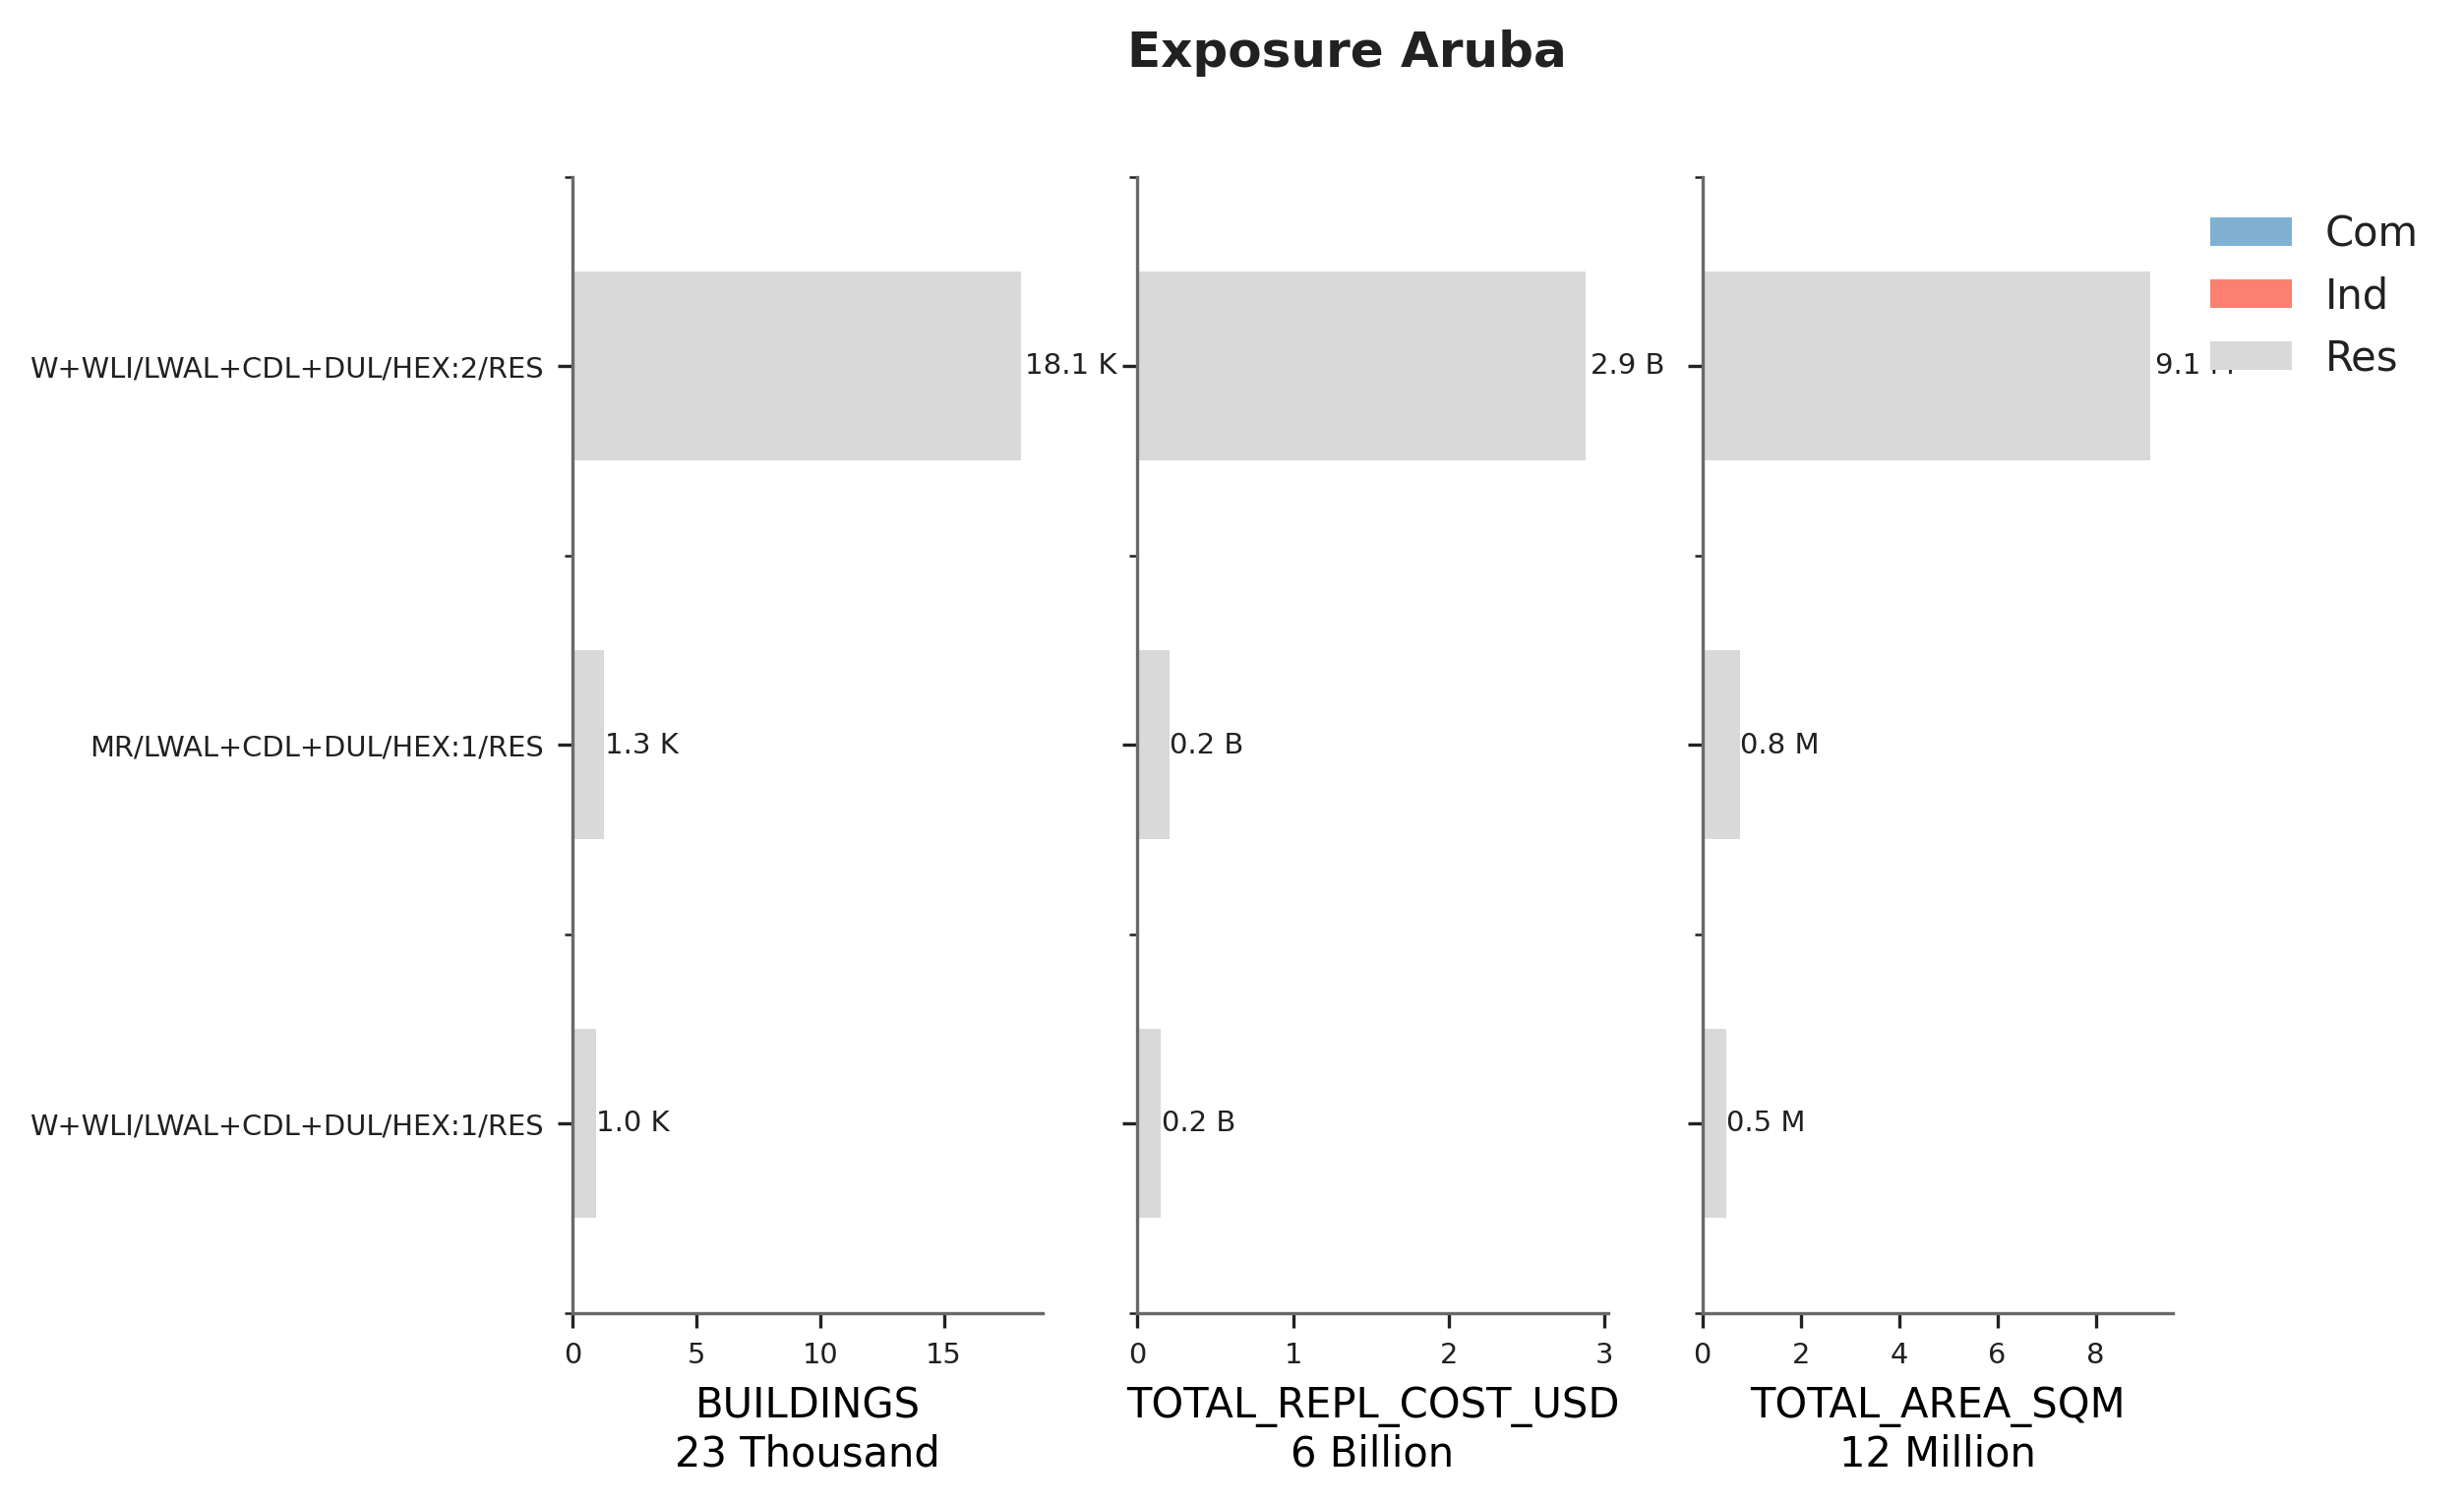 Exposure Aruba
Com
Ind
Res
W+WLI/LWAL+CDL+DUL/HEX:2/RES
18.1 K
2.9 B
9.1
MR/LWAL+CDL+DUL/HEX:1/RES
1.3 K
0.2 B
0.8 M
W+WLI/LWAL+CDL+DUL/HEX:1/RES
1.0 K
0.2 B
0.5 M
0 5 10 15
0 1 2 3
0 2 4 6 8
BUILDINGS
23 Thousand
TOTAL_REPL_COST_USD
6 Billion
TOTAL_AREA_SQM
12 Million